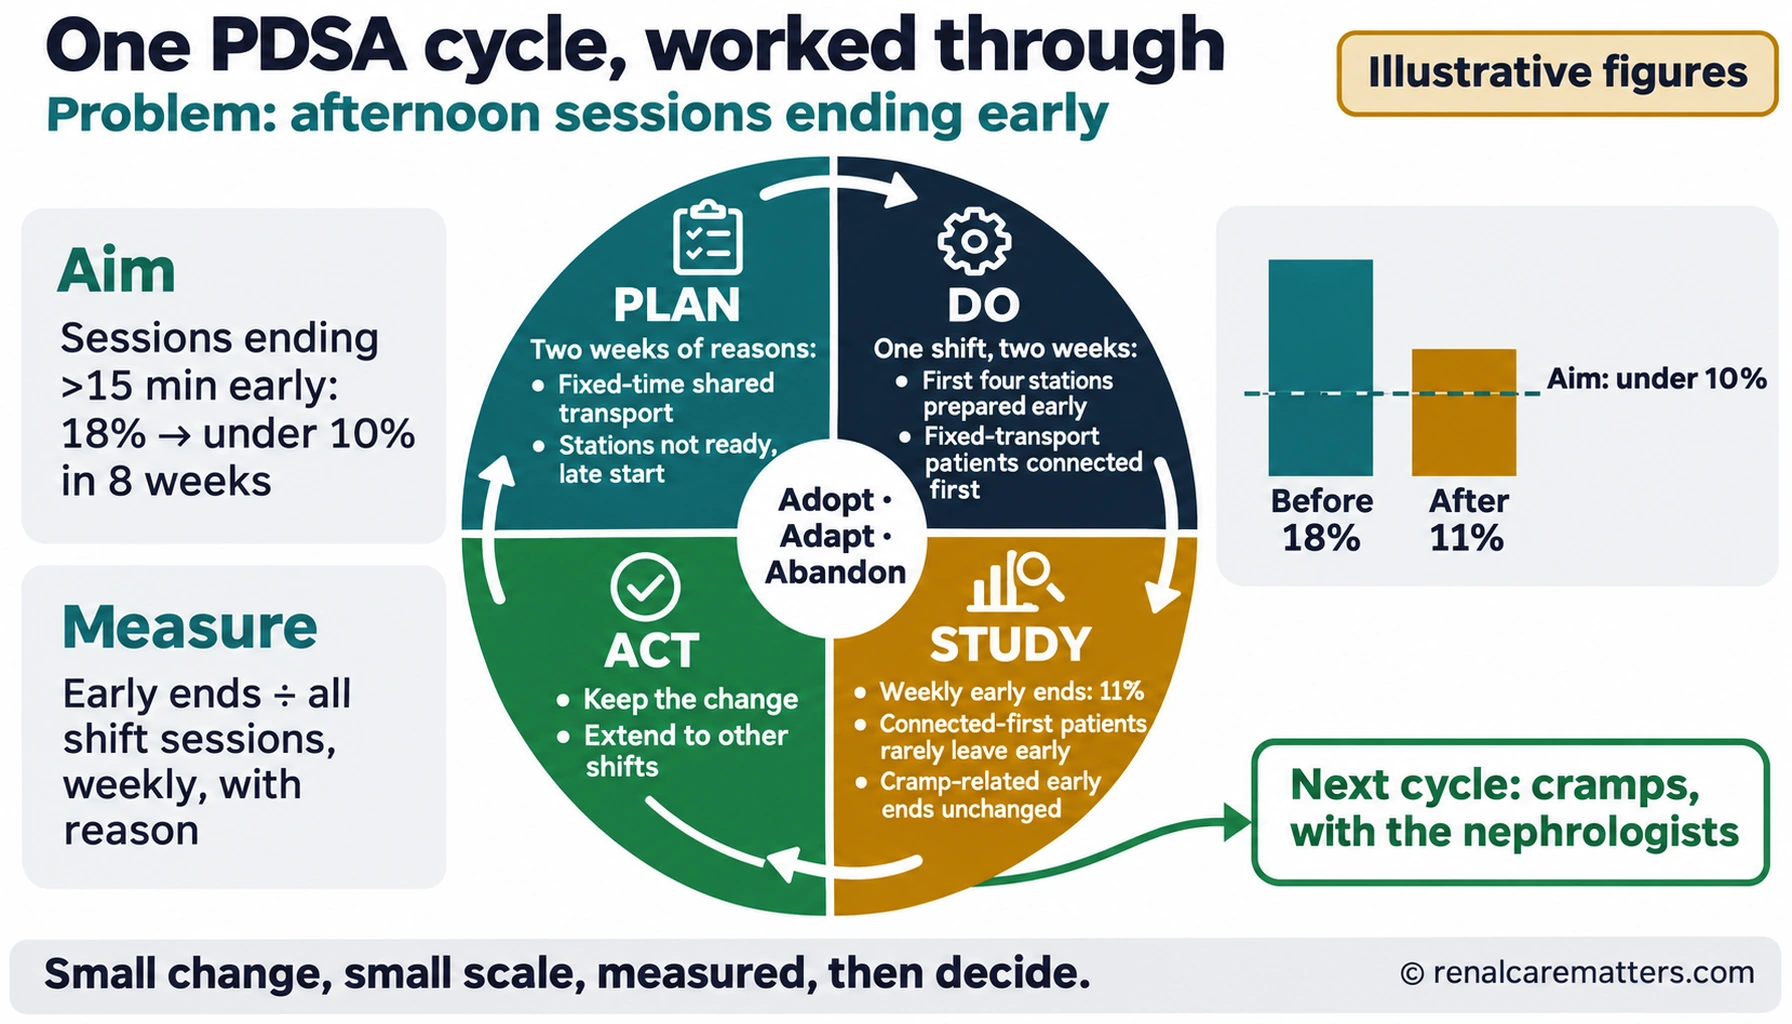 One PDSA cycle, worked through
Problem: afternoon sessions ending early
Illustrative figures
Aim
Sessions ending
>15 min early:
18% → under 10%
in 8 weeks
Measure
Early ends ÷ all
shift sessions,
weekly, with
reason
PLAN
Two weeks of reasons:
• Fixed-time shared
transport
• Stations not ready,
late start
DO
One shift, two weeks:
• First four stations
prepared early
• Fixed-transport
patients connected
first
Adopt ·
Adapt ·
Abandon
ACT
• Keep the change
• Extend to other
shifts
STUDY
• Weekly early ends: 11%
• Connected-first patients
rarely leave early
• Cramp-related early
ends unchanged
Aim: under 10%
Before
18%
After
11%
Next cycle: cramps,
with the nephrologists
Small change, small scale, measured, then decide.
© renalcarematters.com